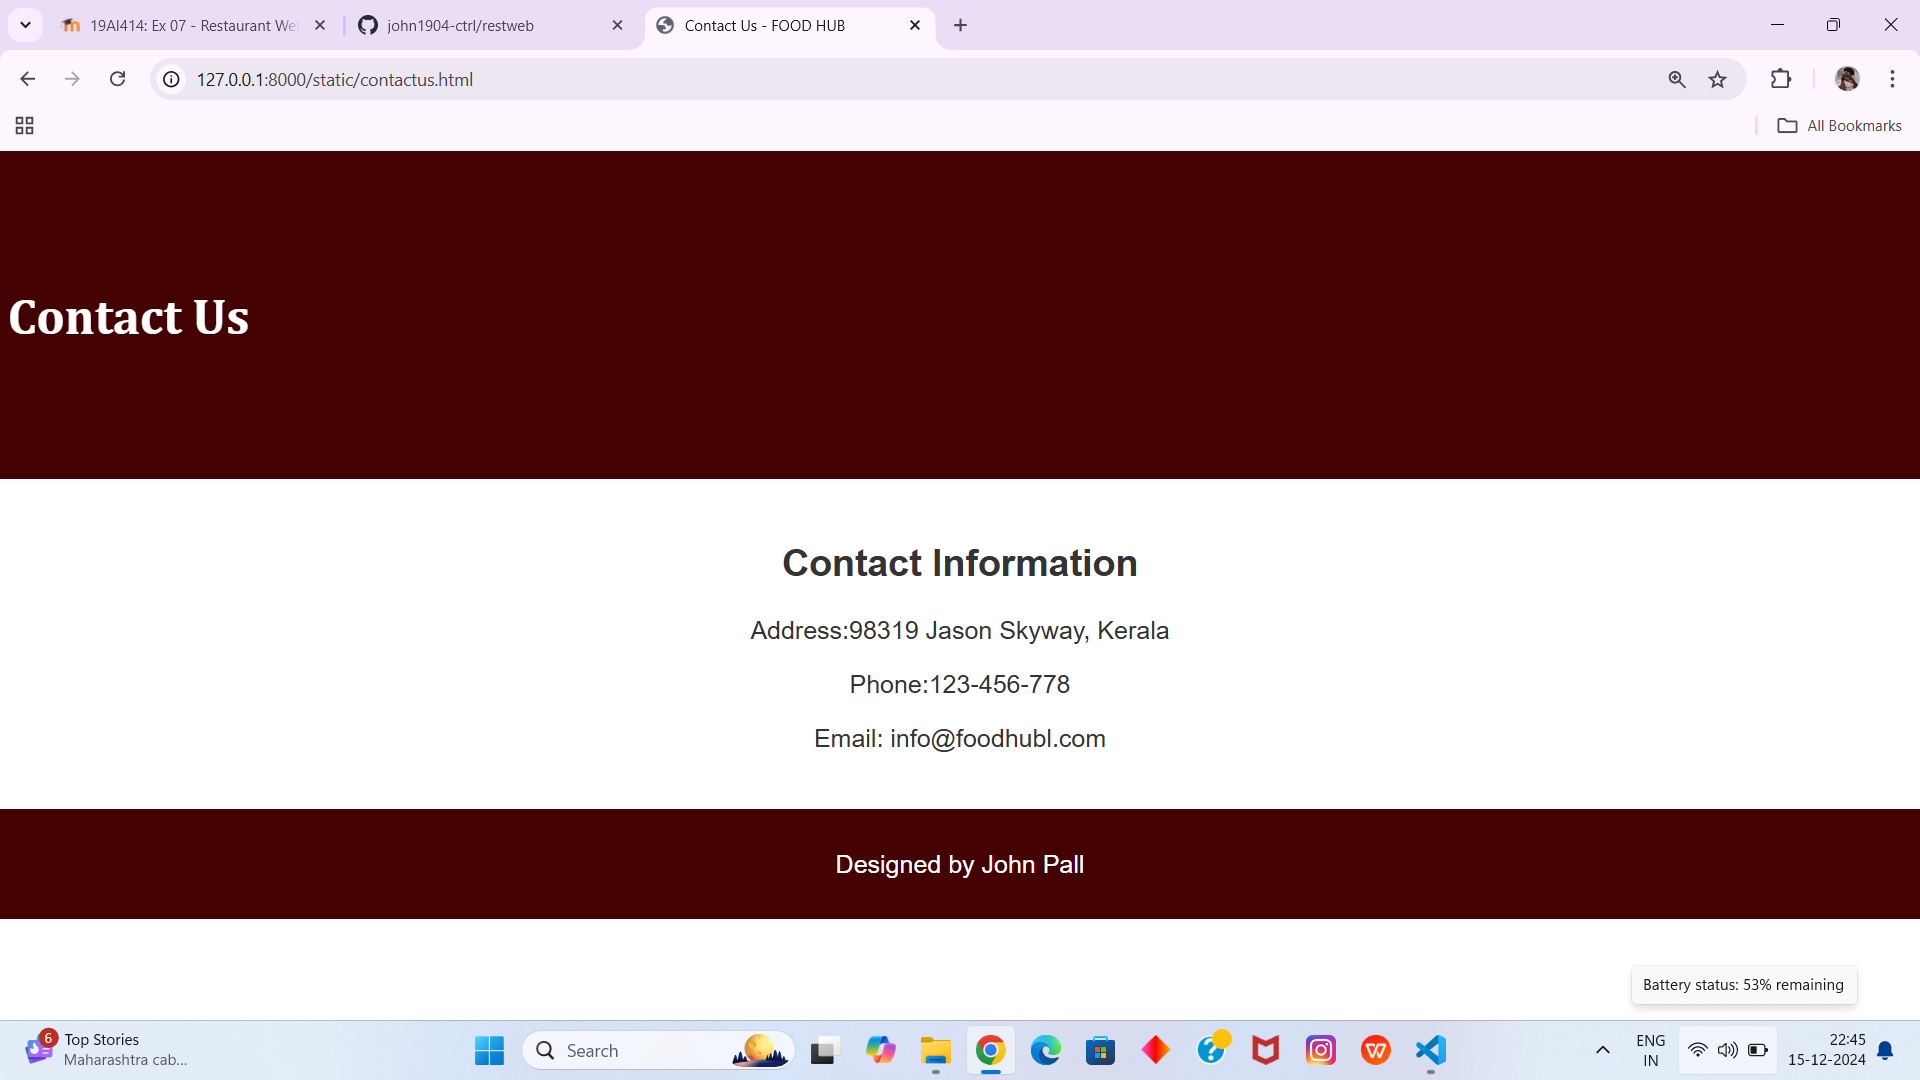 19AI414: Ex 07 - Restaurant We
john1904-ctrl/restweb
Contact Us - FOOD HUB
127.0.0.1:8000/static/contactus.html
All Bookmarks
Contact Us
Contact Information
Address:98319 Jason Skyway, Kerala
Phone:123-456-778
Email: info@foodhubl.com
Designed by John Pall
Battery status: 53% remaining
6
Top Stories
Maharashtra cab...
Search
ENG
IN
22:45
15-12-2024